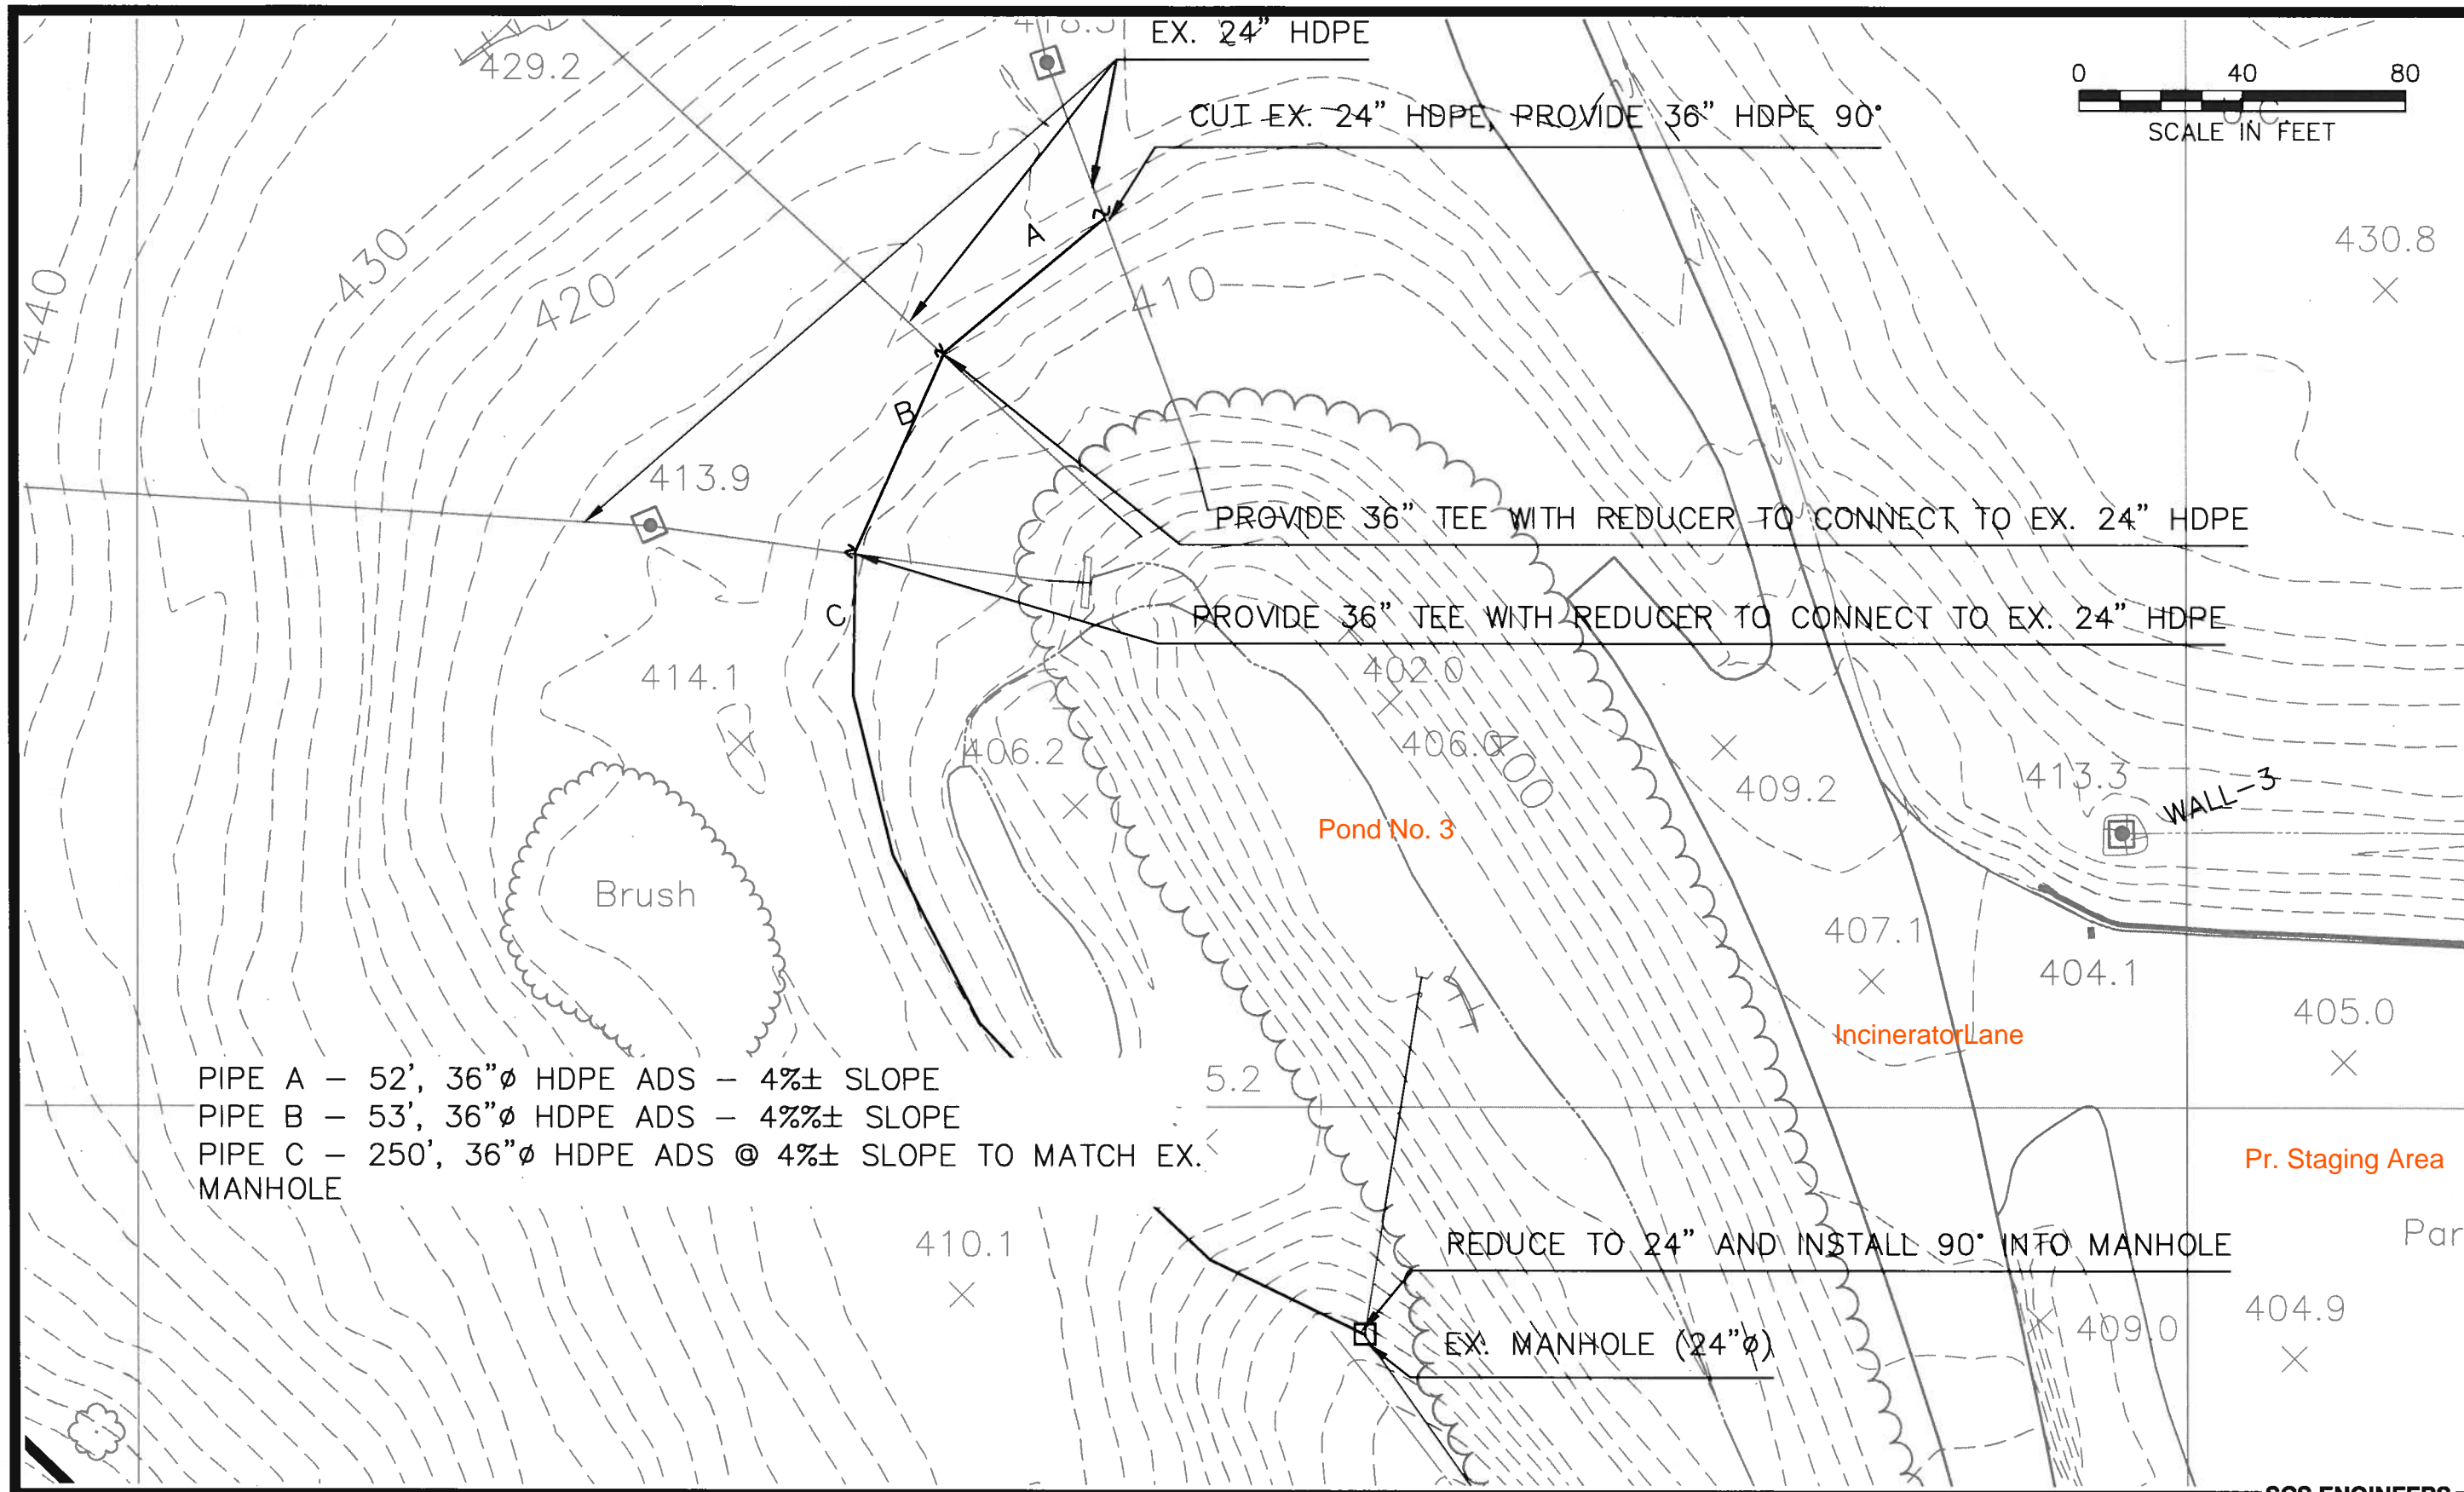 418.5
EX. 24" HDPE
429.2
0 40 80
SCALE IN FEET
CUT EX. 24" HDPE, PROVIDE 36" HDPE 90°
430.8
A
440
430
420
410
B
413.9
PROVIDE 36" TEE WITH REDUCER TO CONNECT TO EX. 24" HDPE
C
PROVIDE 36" TEE WITH REDUCER TO CONNECT TO EX. 24" HDPE
414.1
402.0
406.2
406.0
400
409.2
413.3
WALL-3
Pond No. 3
Brush
407.1
404.1
405.0
IncineratorLane
PIPE A - 52', 36"ø HDPE ADS - 4%± SLOPE
PIPE B - 53', 36"ø HDPE ADS - 4%%± SLOPE
PIPE C - 250', 36"ø HDPE ADS @ 4%± SLOPE TO MATCH EX.
MANHOLE
5.2
Pr. Staging Area
410.1
REDUCE TO 24" AND INSTALL 90° INTO MANHOLE
Par
404.9
409.0
EX. MANHOLE (24"ø)
SCS ENGINEERS